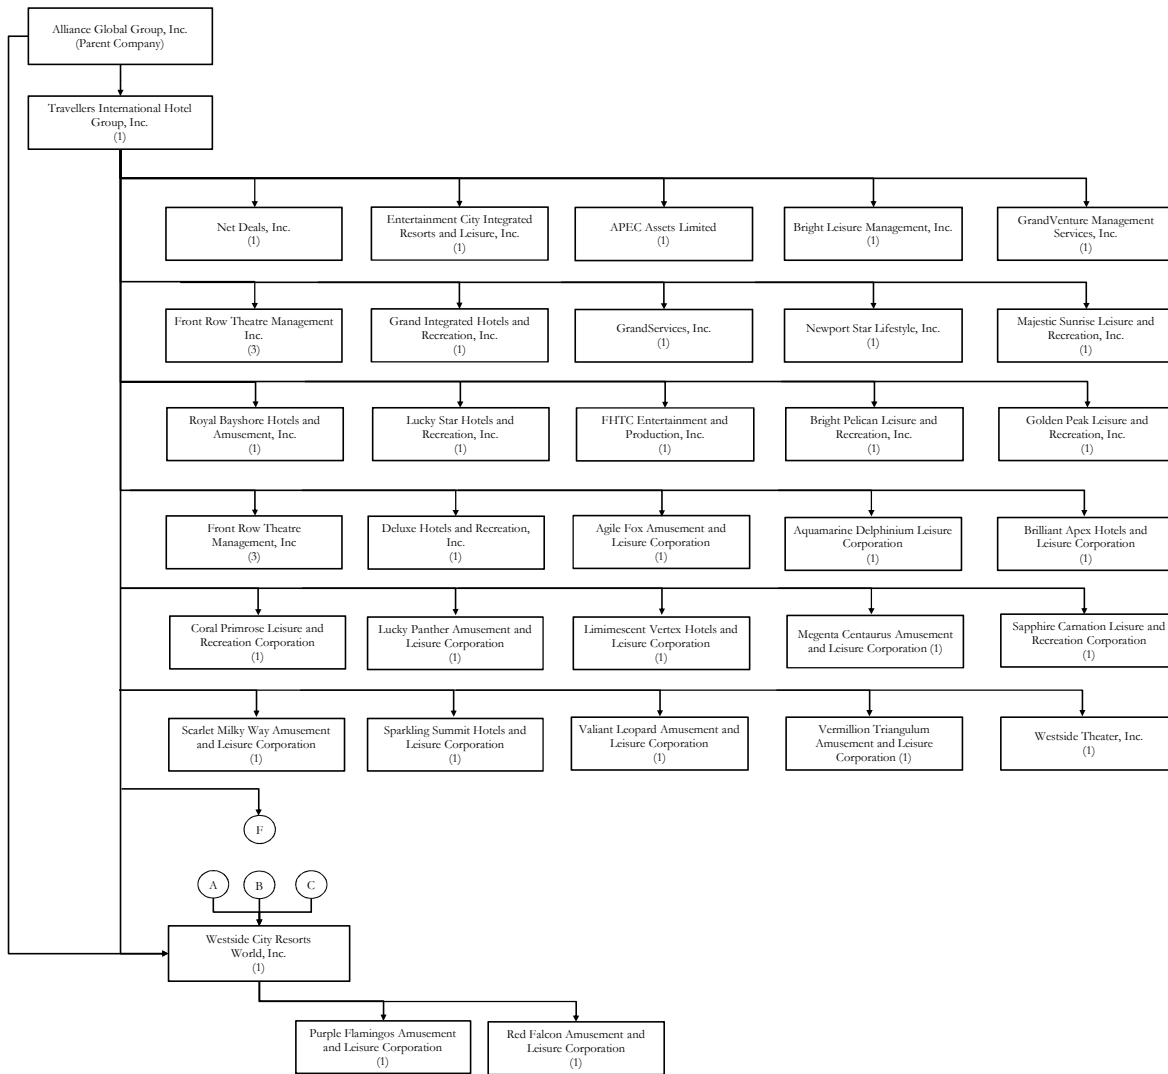 Alliance Global Group, Inc.
(Parent Company)
Travellers International Hotel
Group, Inc.
(1)
Net Deals, Inc.
(1)
Entertainment City Integrated
Resorts and Leisure, Inc.
(1)
APEC Assets Limited
(1)
Bright Leisure Management, Inc.
(1)
GrandVenture Management
Services, Inc.
(1)
Front Row Theatre Management
Inc.
(3)
Grand Integrated Hotels and
Recreation, Inc.
(1)
GrandServices, Inc.
(1)
Newport Star Lifestyle, Inc.
(1)
Majestic Sunrise Leisure and
Recreation, Inc.
(1)
Royal Bayshore Hotels and
Amusement, Inc.
(1)
Lucky Star Hotels and
Recreation, Inc.
(1)
FHTC Entertainment and
Production, Inc.
(1)
Bright Pelican Leisure and
Recreation, Inc.
(1)
Golden Peak Leisure and
Recreation, Inc.
(1)
Front Row Theatre
Management, Inc
(3)
Deluxe Hotels and Recreation,
Inc.
(1)
Agile Fox Amusement and
Leisure Corporation
(1)
Aquamarine Delphinium Leisure
Corporation
(1)
Brilliant Apex Hotels and
Leisure Corporation
(1)
Coral Primrose Leisure and
Recreation Corporation
(1)
Lucky Panther Amusement and
Leisure Corporation
(1)
Limimescent Vertex Hotels and
Leisure Corporation
(1)
Megenta Centaurus Amusement
and Leisure Corporation (1)
Sapphire Carnation Leisure and
Recreation Corporation
(1)
Scarlet Milky Way Amusement
and Leisure Corporation
(1)
Sparkling Summit Hotels and
Leisure Corporation
(1)
Valiant Leopard Amusement and
Leisure Corporation
(1)
Vermillion Triangulum
Amusement and Leisure
Corporation (1)
Westside Theater, Inc.
(1)
F
A
B
C
Westside City Resorts
World, Inc.
(1)
Purple Flamingos Amusement
and Leisure Corporation
(1)
Red Falcon Amusement and
Leisure Corporation
(1)